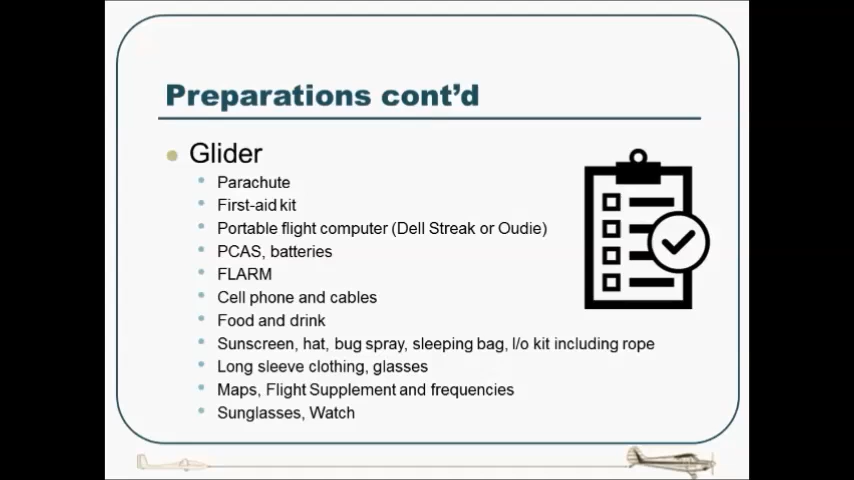 Preparations cont'd
Glider
Parachute
First-aid kit
Portable flight computer (Dell Streak or Oudie)
PCAS, batteries
FLARM
Cell phone and cables
Food and drink
Sunscreen, hat, bug spray, sleeping bag, l/o kit including rope
Long sleeve clothing, glasses
Maps, Flight Supplement and frequencies
Sunglasses, Watch